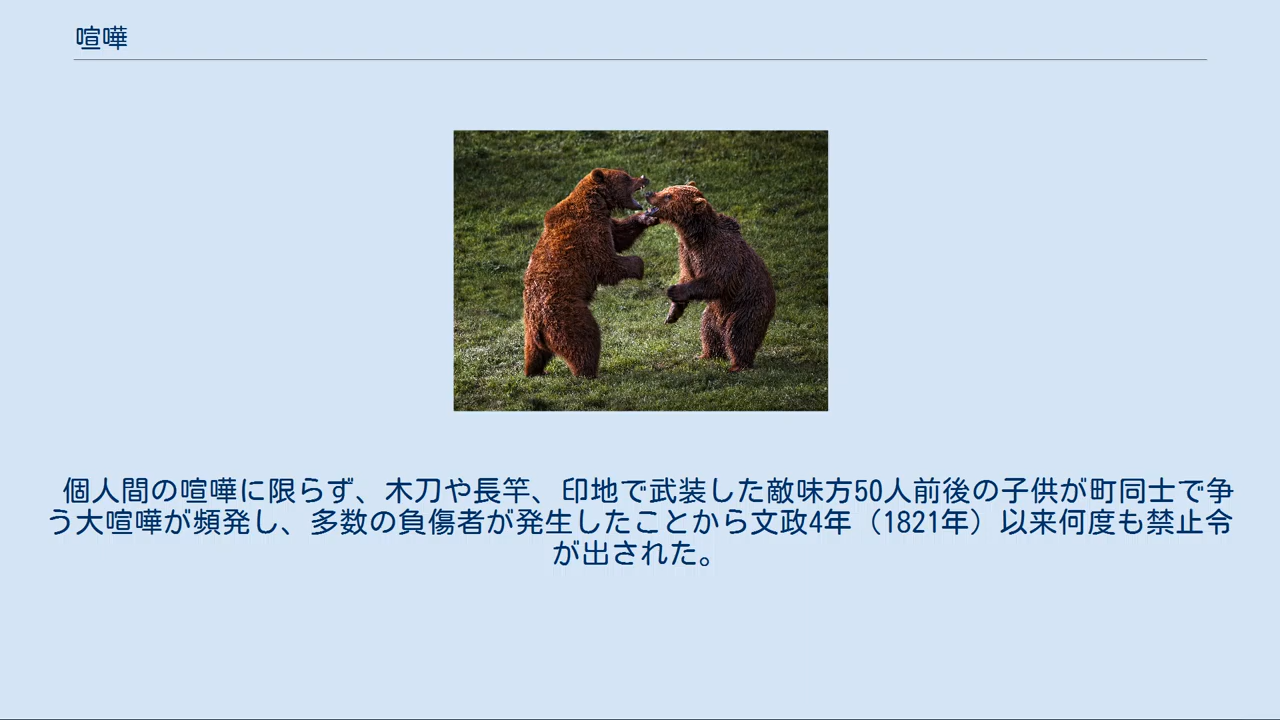 喧嘩
個人間の喧嘩に限らず、木刀や長竿、印地で武装した敵味方50人前後の子供が町同士で争
う大喧嘩が頻発し、多数の負傷者が発生したことから文政4年（1821年）以来何度も禁止令
が出された。